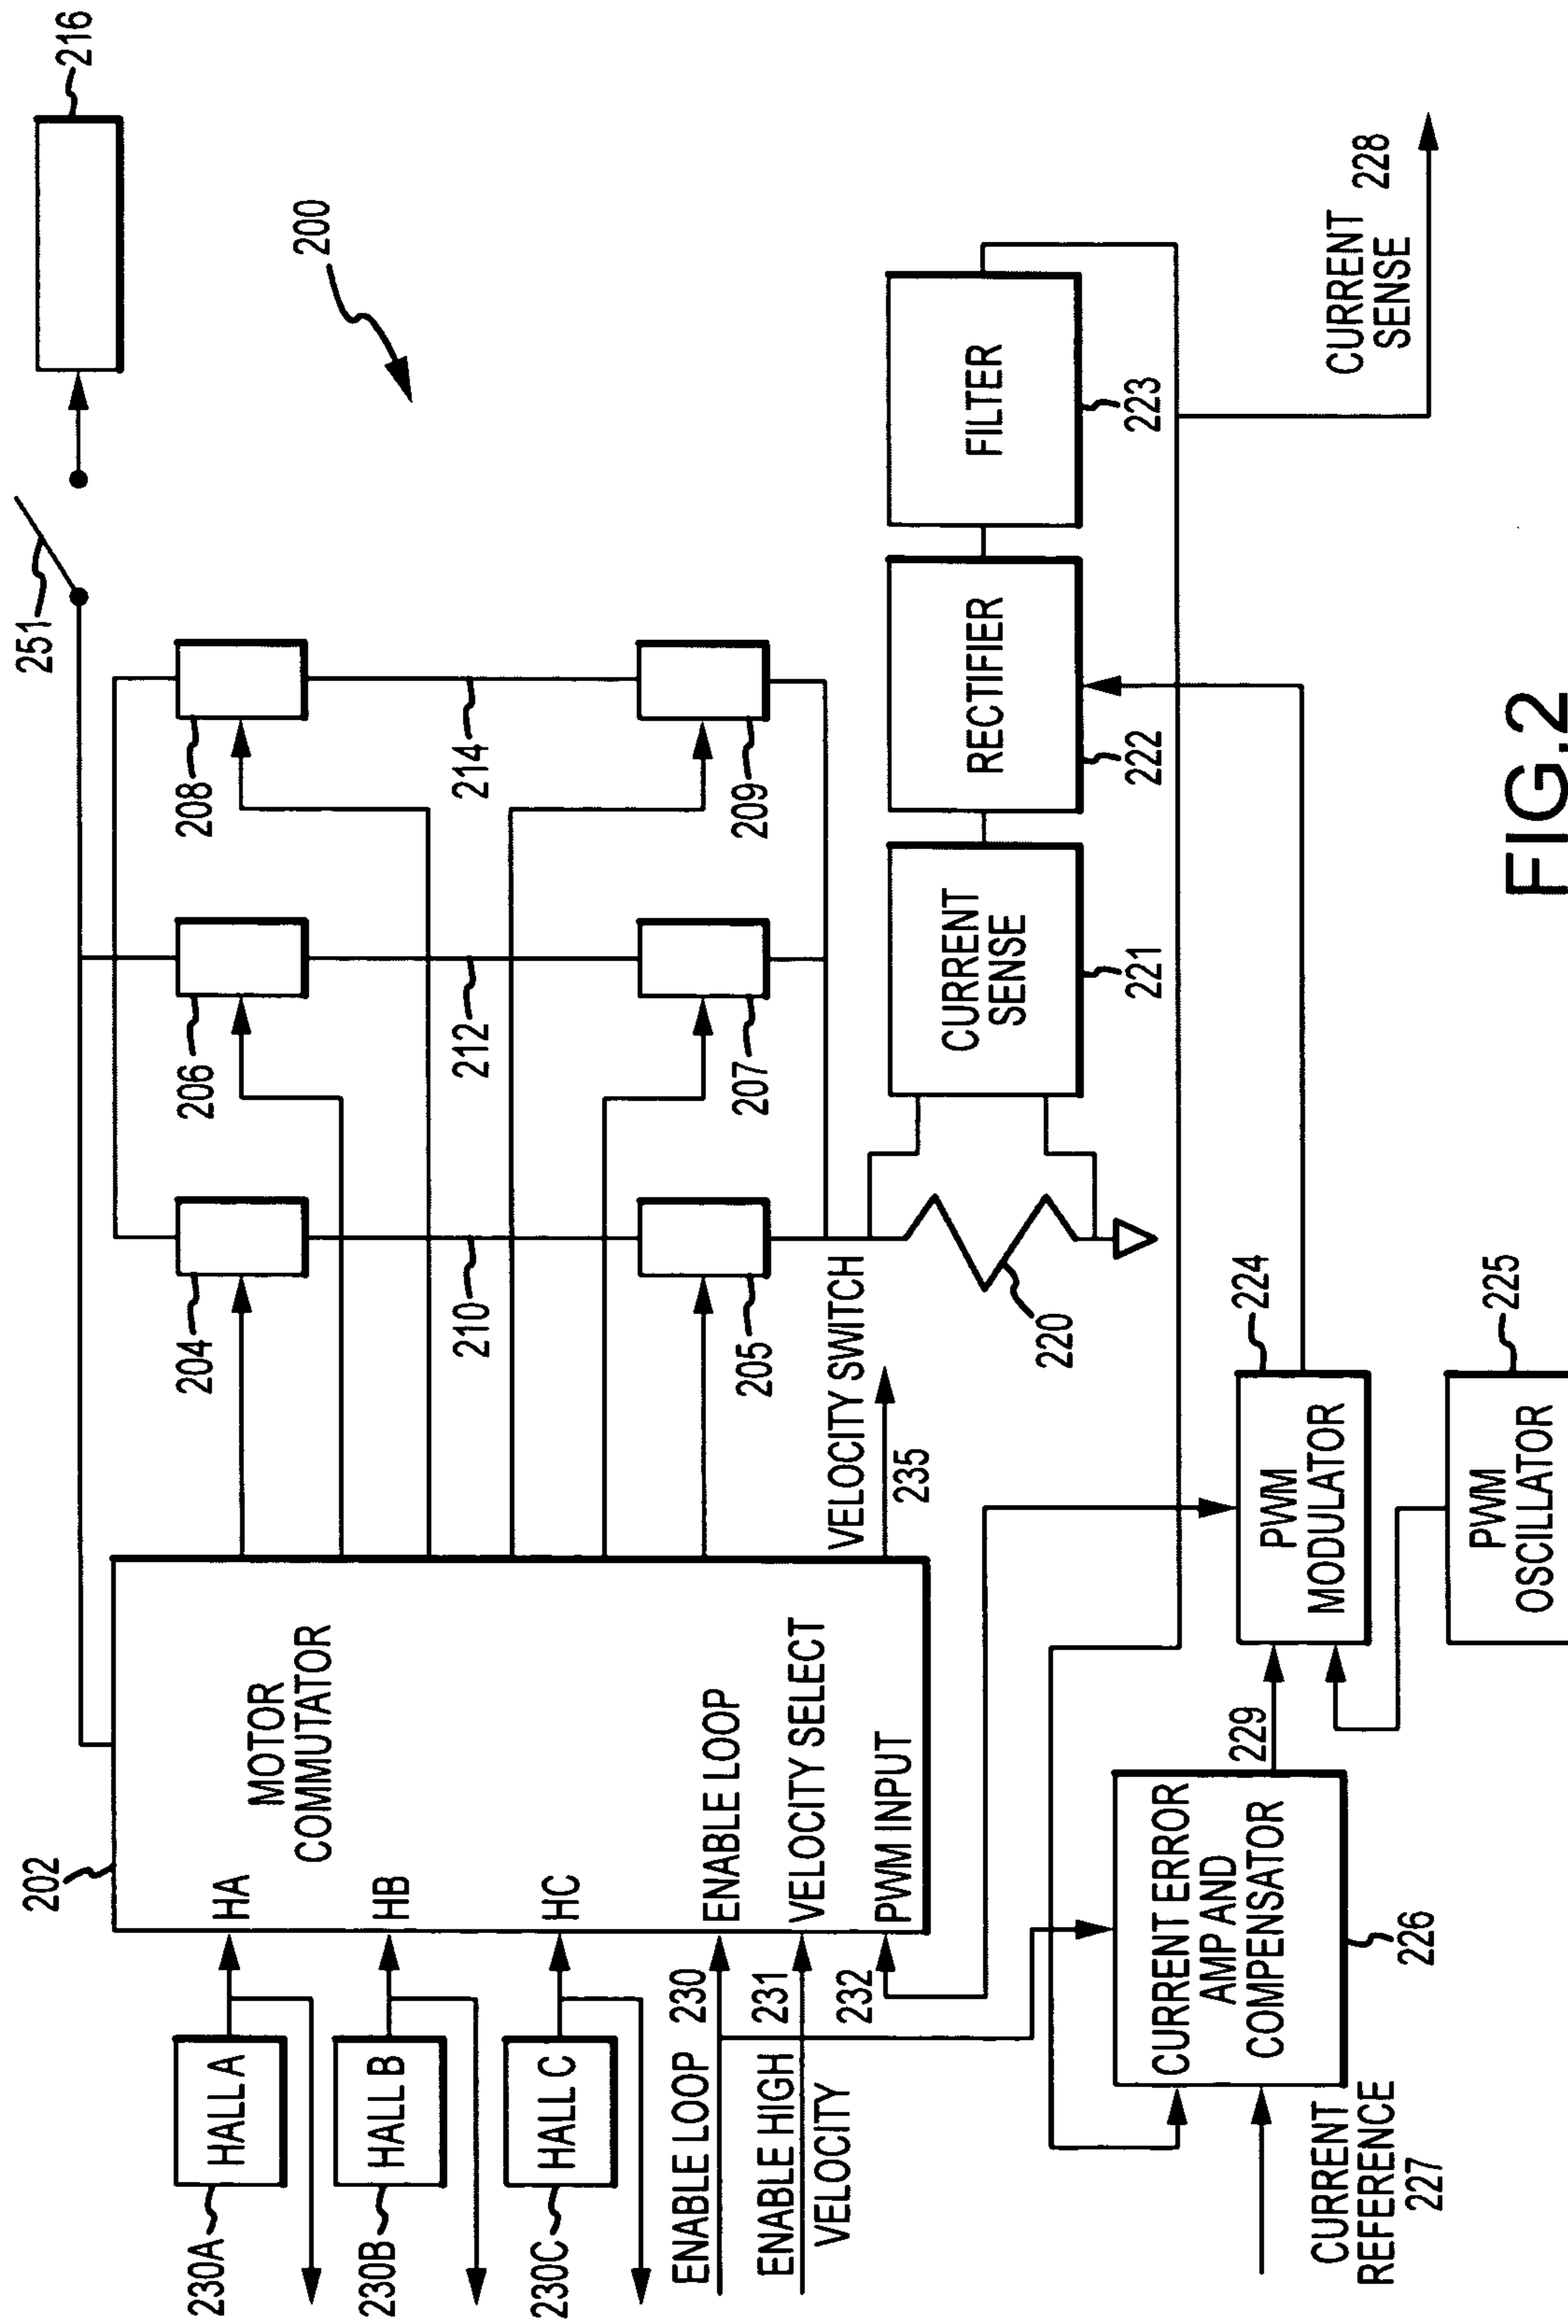 216
251
200
208
214
209
206
212
207
204
210
205
202
MOTOR
COMMUTATOR
HA
HB
HC
ENABLE LOOP
VELOCITY SELECT
PWM INPUT
HALL A
230A
HALL B
230B
HALL C
230C
ENABLE LOOP 230
ENABLE HIGH 231
VELOCITY
232
VELOCITY SWITCH
235
220
CURRENT
SENSE
221
RECTIFIER
222
FILTER
223
CURRENT
SENSE 228
CURRENT ERROR
AMP AND
COMPENSATOR
226
229
CURRENT
REFERENCE
227
PWM
MODULATOR
224
PWM
OSCILLATOR
225
FIG.2